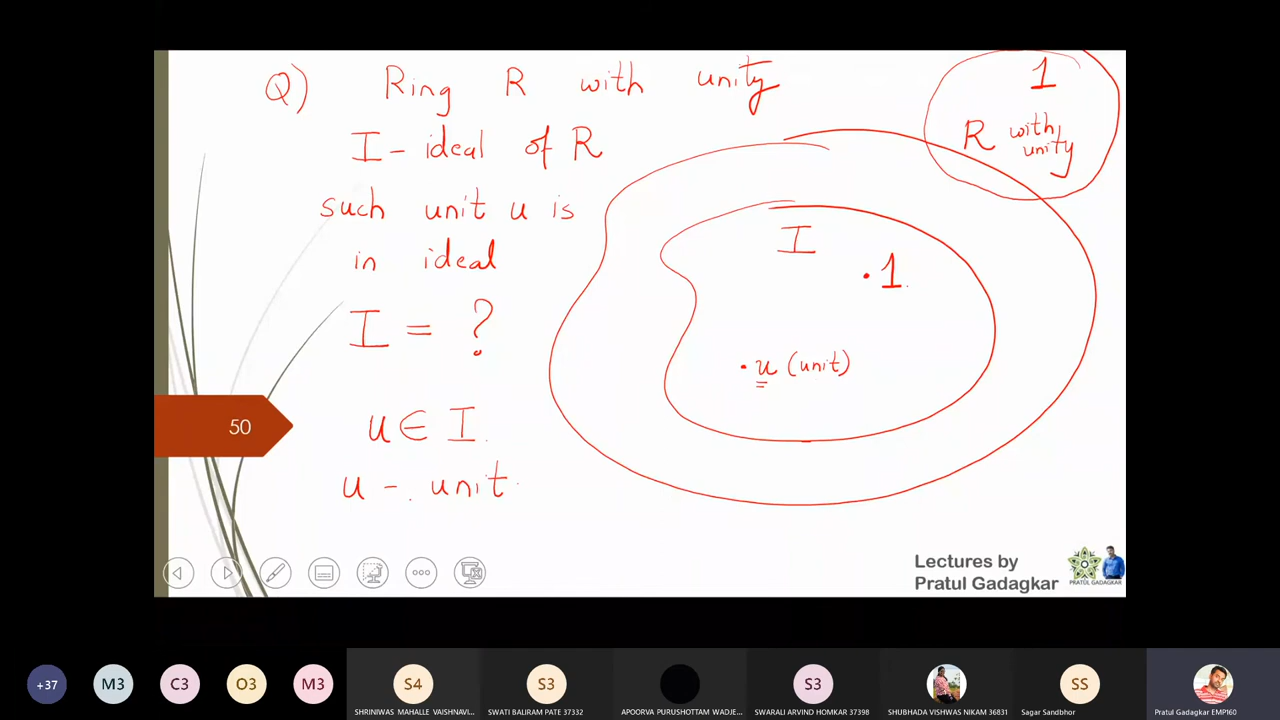 Q) Ring R with unity
I - ideal of R
such unit u is
in ideal
I = ?
u ∈ I.
u - unit
1
R with
unity
I
. 1
. u (unit)
50
Lectures by
Pratul Gadagkar
PRATUL GADAGKAR
+37
M3
C3
O3
M3
S4
SHRINIWAS MAHALLE VAISHNAVI...
S3
SWATI BALIRAM PATE 37332
APOORVA PURUSHOTTAM WADJE...
S3
SWARALI ARVIND HOMKAR 37398
SHUBHADA VISHWAS NIKAM 36831
SS
Sagar Sandbhor
Pratul Gadagkar EMP160